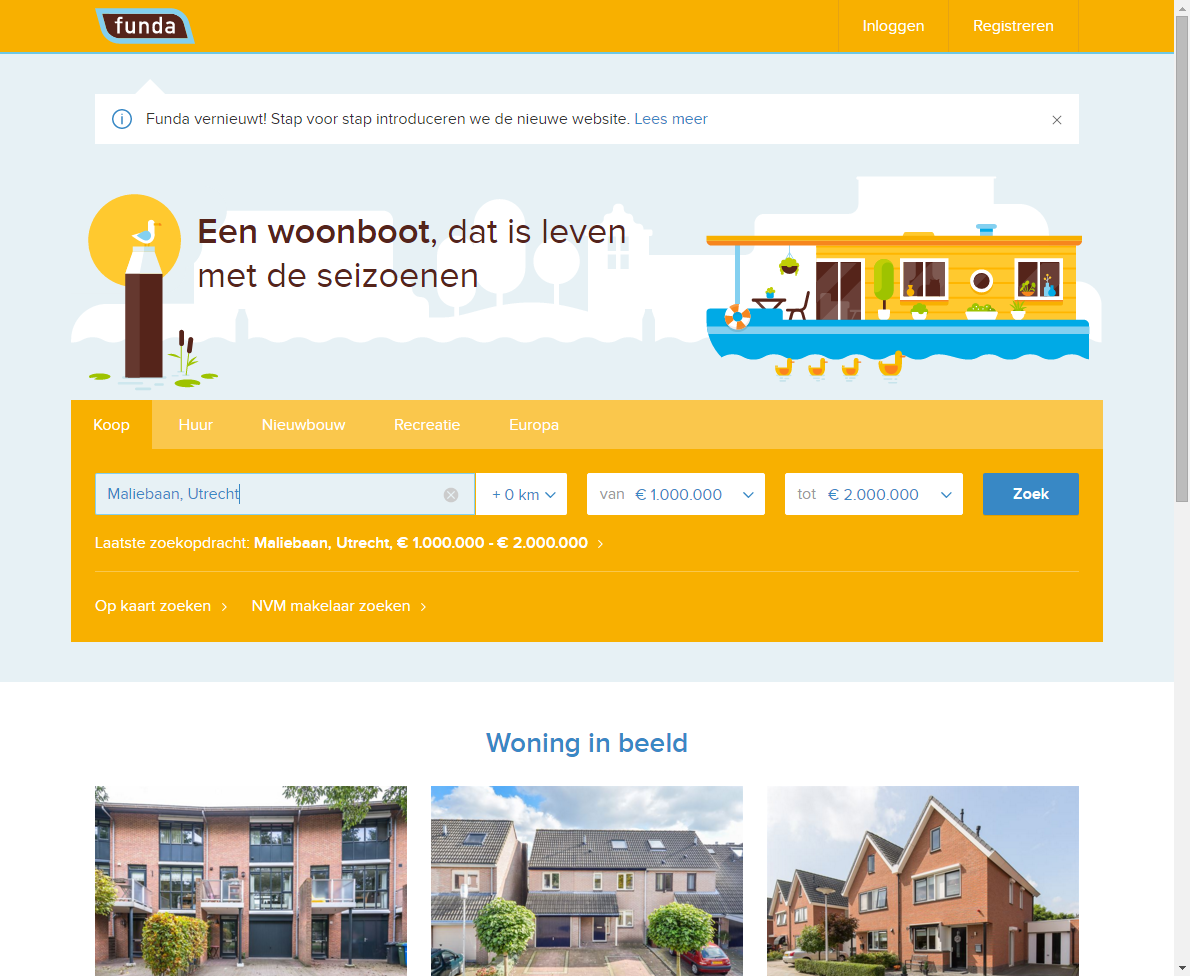 funda
Inloggen
Registreren
Funda vernieuwt! Stap voor stap introduceren we de nieuwe website. Lees meer
Een woonboot, dat is leven
met de seizoenen
Koop
Huur
Nieuwbouw
Recreatie
Europa
Maliebaan, Utrecht
+ 0 km
van € 1.000.000
tot € 2.000.000
Zoek
Laatste zoekopdracht: Maliebaan, Utrecht, € 1.000.000 - € 2.000.000
Op kaart zoeken
NVM makelaar zoeken
Woning in beeld